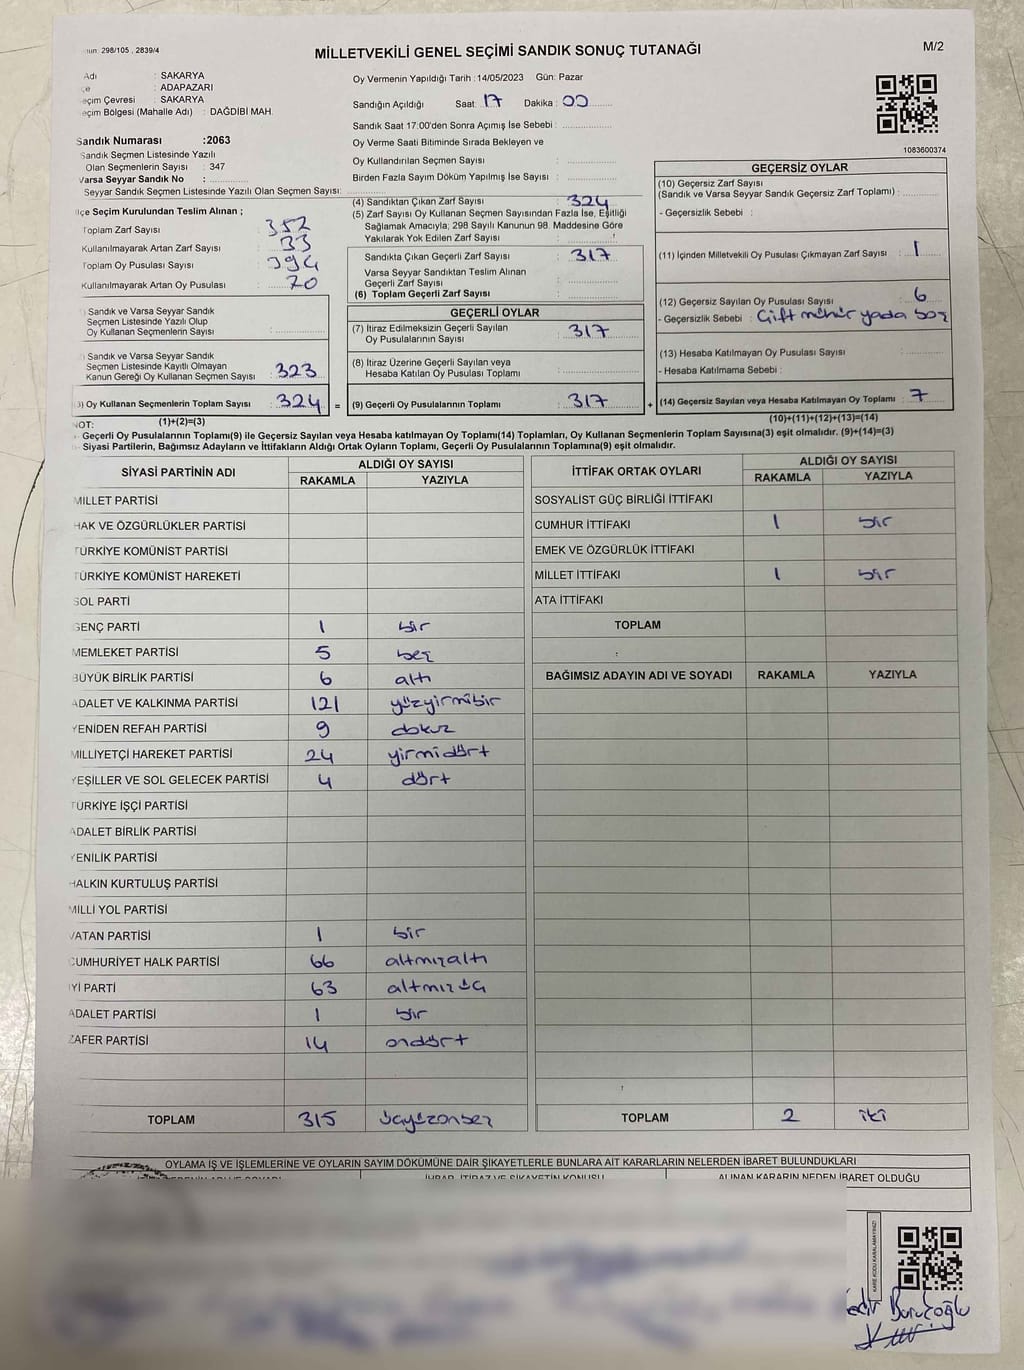 298/105 , 2839/4
MİLLETVEKİLİ GENEL SEÇİMİ SANDIK SONUÇ TUTANAĞI
M/2
Adı : SAKARYA
çe : ADAPAZARI
eçim Çevresi : SAKARYA
eçim Bölgesi (Mahalle Adı) : DAĞDİBİ MAH.
Oy Vermenin Yapıldığı Tarih : 14/05/2023 Gün: Pazar
Sandığın Açıldığı Saat: 17 Dakika : 00
Sandık Saat 17:00'den Sonra Açımış İse Sebebi :
Sandık Numarası :2063
Sandık Seçmen Listesinde Yazılı
Olan Seçmenlerin Sayısı : 347
Varsa Seyyar Sandık No :
Seyyar Sandık Seçmen Listesinde Yazılı Olan Seçmen Sayısı:
Oy Verme Saati Bitiminde Sırada Bekleyen ve
Oy Kullandırılan Seçmen Sayısı :
Birden Fazla Sayım Döküm Yapılmış İse Sayısı :
1083600374
İlçe Seçim Kurulundan Teslim Alınan ;
Toplam Zarf Sayısı : 352
Kullanılmayarak Artan Zarf Sayısı : 33
Toplam Oy Pusulası Sayısı : 394
Kullanılmayarak Artan Oy Pusulası : 70
(4) Sandıktan Çıkan Zarf Sayısı : 324
(5) Zarf Sayısı Oy Kullanan Seçmen Sayısından Fazla İse, Eşitliği
Sağlamak Amacıyla; 298 Sayılı Kanunun 98. Maddesine Göre
Yakılarak Yok Edilen Zarf Sayısı :
Sandıkta Çıkan Geçerli Zarf Sayısı : 317
Varsa Seyyar Sandıktan Teslim Alınan
Geçerli Zarf Sayısı :
(6) Toplam Geçerli Zarf Sayısı :
GEÇERSİZ OYLAR
(10) Geçersiz Zarf Sayısı
(Sandık ve Varsa Seyyar Sandık Geçersiz Zarf Toplamı) :
- Geçersizlik Sebebi :
(11) İçinden Milletvekili Oy Pusulası Çıkmayan Zarf Sayısı : 1
(12) Geçersiz Sayılan Oy Pusulası Sayısı : 6
- Geçersizlik Sebebi : Çift mühür yada boş
(13) Hesaba Katılmayan Oy Pusulası Sayısı :
- Hesaba Katılmama Sebebi :
(14) Geçersiz Sayılan veya Hesaba Katılmayan Oy Toplamı : 7
(10)+(11)+(12)+(13)=(14)
) Sandık ve Varsa Seyyar Sandık
Seçmen Listesinde Yazılı Olup
Oy Kullanan Seçmenlerin Sayısı :
) Sandık ve Varsa Seyyar Sandık
Seçmen Listesinde Kayıtlı Olmayan
Kanun Gereği Oy Kullanan Seçmen Sayısı : 323
3) Oy Kullanan Seçmenlerin Toplam Sayısı : 324 =
(1)+(2)=(3)
GEÇERLİ OYLAR
(7) İtiraz Edilmeksizin Geçerli Sayılan
Oy Pusulalarının Sayısı : 317
(8) İtiraz Üzerine Geçerli Sayılan veya
Hesaba Katılan Oy Pusulası Toplamı :
(9) Geçerli Oy Pusulalarının Toplamı : 317 +
NOT:
- Geçerli Oy Pusulalarının Toplamı(9) ile Geçersiz Sayılan veya Hesaba katılmayan Oy Toplamı(14) Toplamları, Oy Kullanan Seçmenlerin Toplam Sayısına(3) eşit olmalıdır. (9)+(14)=(3)
- Siyasi Partilerin, Bağımsız Adayların ve İttifakların Aldığı Ortak Oyların Toplamı, Geçerli Oy Pusulalarının Toplamına(9) eşit olmalıdır.
SİYASİ PARTİNİN ADI ALDIĞI OY SAYISI
RAKAMLA YAZIYLA
MİLLET PARTİSİ
HAK VE ÖZGÜRLÜKLER PARTİSİ
TÜRKİYE KOMÜNİST PARTİSİ
TÜRKİYE KOMÜNİST HAREKETİ
SOL PARTİ
GENÇ PARTİ 1 bir
MEMLEKET PARTİSİ 5 beş
BÜYÜK BİRLİK PARTİSİ 6 altı
ADALET VE KALKINMA PARTİSİ 121 yüzyirmibir
YENİDEN REFAH PARTİSİ 9 dokuz
MİLLİYETÇİ HAREKET PARTİSİ 24 yirmidört
YEŞİLLER VE SOL GELECEK PARTİSİ 4 dört
TÜRKİYE İŞÇİ PARTİSİ
ADALET BİRLİK PARTİSİ
YENİLİK PARTİSİ
HALKIN KURTULUŞ PARTİSİ
MİLLİ YOL PARTİSİ
VATAN PARTİSİ 1 bir
CUMHURİYET HALK PARTİSİ 66 altmışaltı
İYİ PARTİ 63 altmışüç
ADALET PARTİSİ 1 bir
ZAFER PARTİSİ 14 ondört
TOPLAM 315 üçyüzonbeş
İTTİFAK ORTAK OYLARI ALDIĞI OY SAYISI
RAKAMLA YAZIYLA
SOSYALİST GÜÇ BİRLİĞİ İTTİFAKI
CUMHUR İTTİFAKI 1 bir
EMEK VE ÖZGÜRLÜK İTTİFAKI
MİLLET İTTİFAKI 1 bir
ATA İTTİFAKI
TOPLAM
BAĞIMSIZ ADAYIN ADI VE SOYADI RAKAMLA YAZIYLA
TOPLAM 2 iki
OYLAMA İŞ VE İŞLEMLERİNE VE OYLARIN SAYIM DÖKÜMÜNE DAİR ŞİKAYETLERLE BUNLARA AİT KARARLARIN NELERDEN İBARET BULUNDUKLARI
İHBAR, İTİRAZ VE ŞİKAYETİN KONUSU
ALINAN KARARIN NEDEN İBARET OLDUĞU
KARE KODU KARALAMAYINIZ!